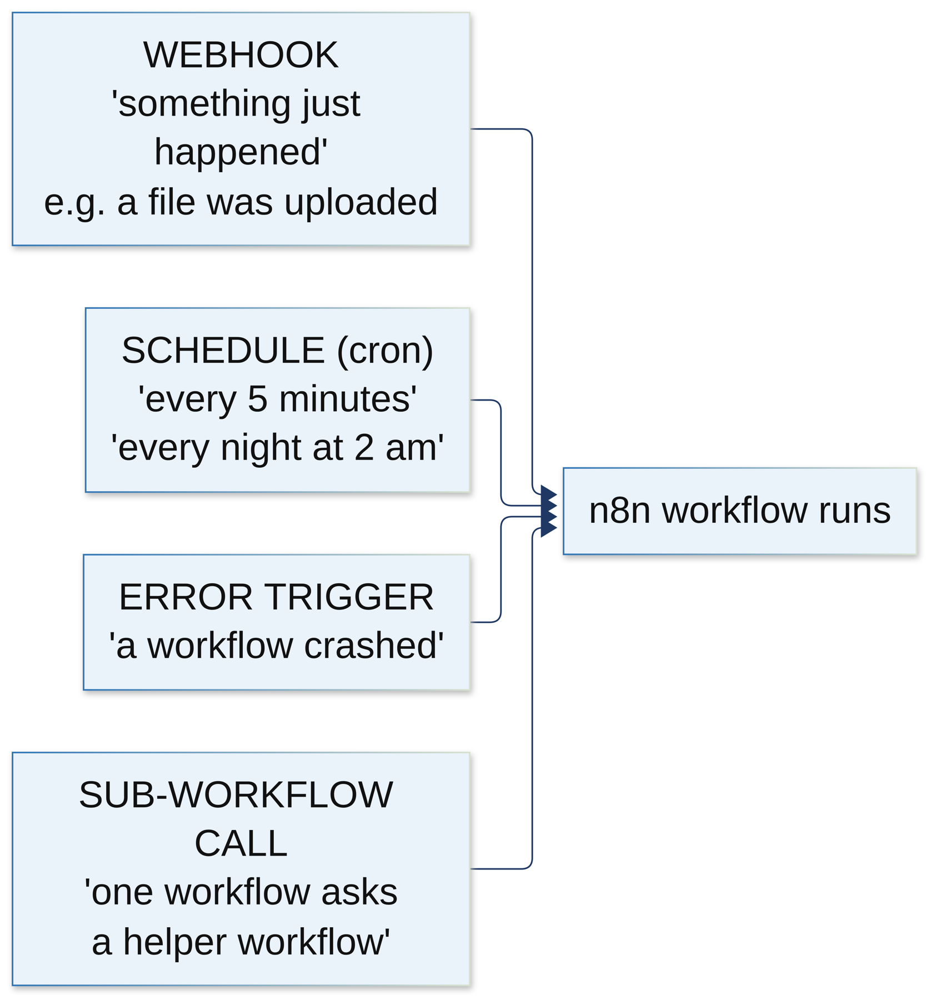 WEBHOOK
'something just
happened'
e.g. a file was uploaded
SCHEDULE (cron)
'every 5 minutes'
'every night at 2 am'
ERROR TRIGGER
'a workflow crashed'
SUB-WORKFLOW
CALL
'one workflow asks
a helper workflow'
n8n workflow runs